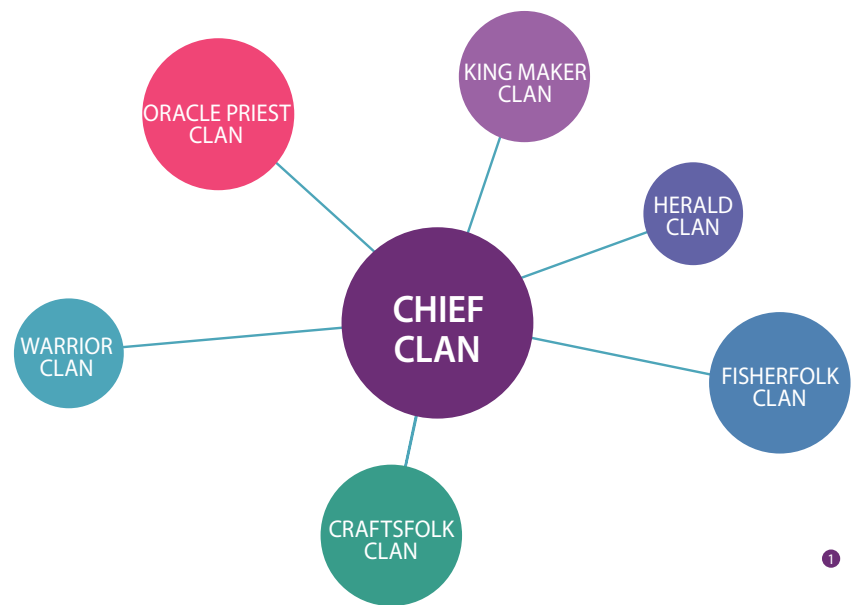 KING MAKER
CLAN
ORACLE PRIEST
CLAN
HERALD
CLAN
CHIEF
CLAN
WARRIOR
CLAN
FISHERFOLK
CLAN
CRAFTSFOLK
CLAN
1